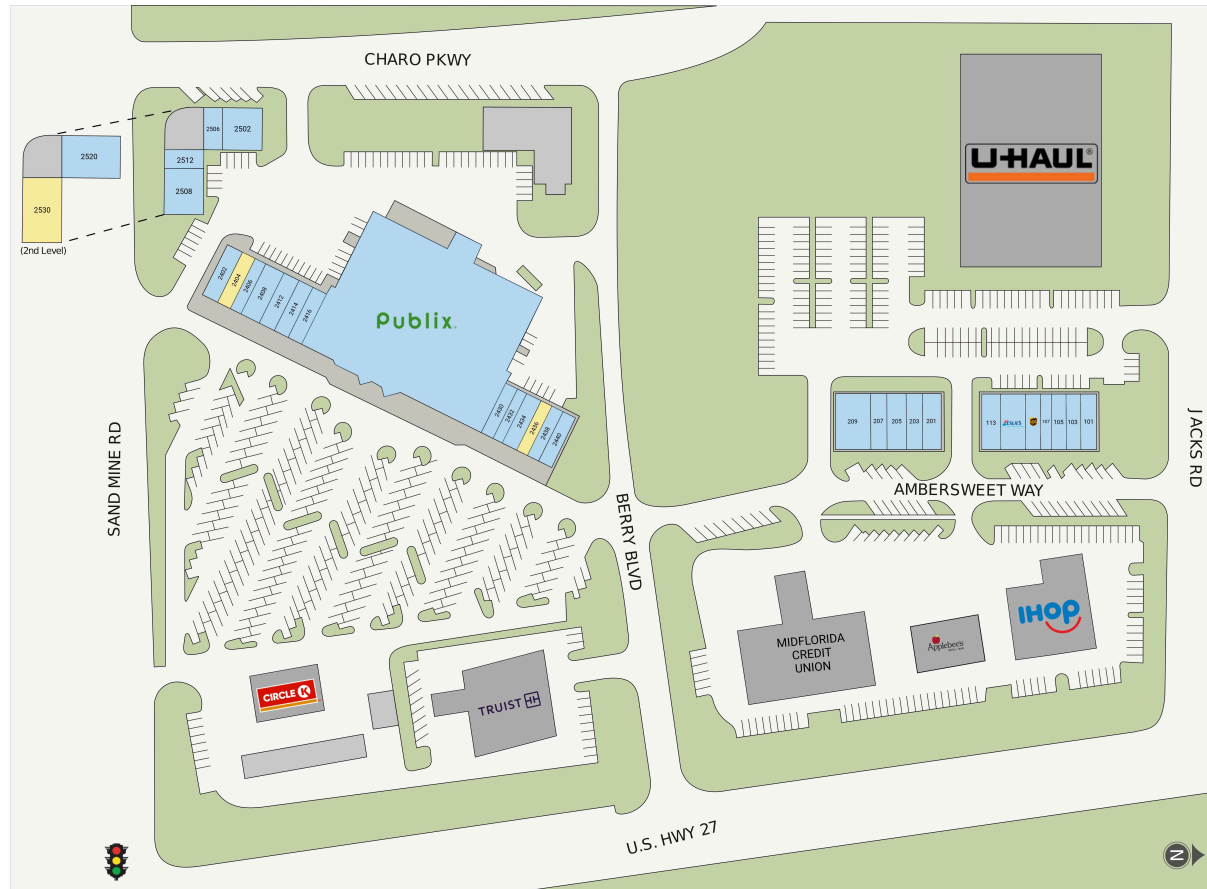 CHARO PKWY
2506
2502
2520
2512
2508
2530
(2nd Level)
U-HAUL®
2402
2404
2406
2408
2412
2414
2416
Publix.
2430
2432
2434
2436
2438
2440
209
207
205
203
201
113
107
105
103
101
SAND MINE RD
JACKS RD
AMBERSWEET WAY
BERRY BLVD
MIDFLORIDA
CREDIT
UNION
Applebee's
IHOP
CIRCLE K
TRUIST
U.S. HWY 27
N